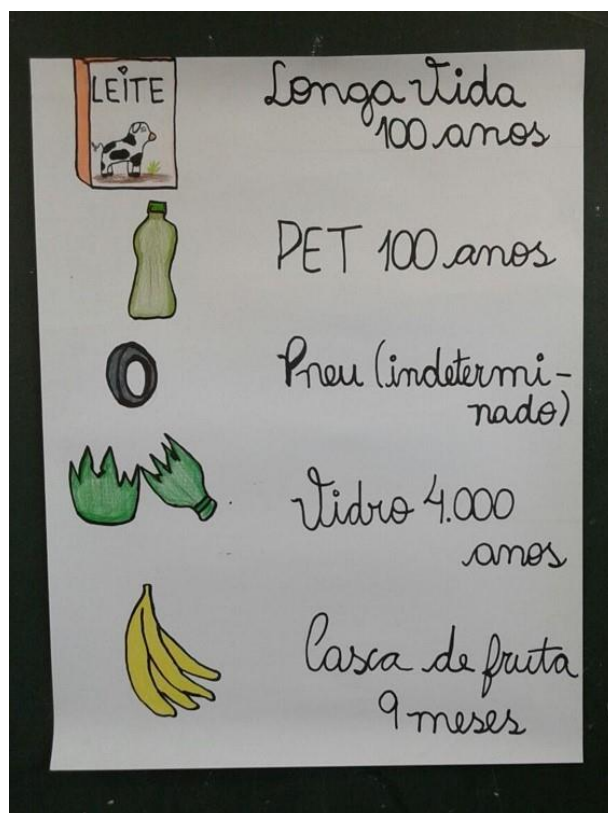 LEITE
Longa Vida
100 anos
PET 100 anos
Pneu (indetermi-
nado)
Vidro 4.000
anos
Casca de fruta
9 meses